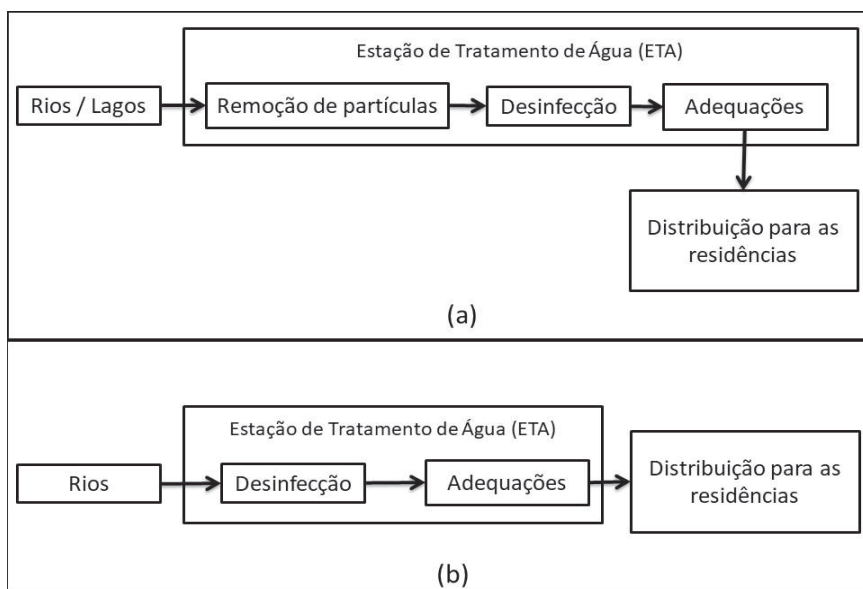 Estação de Tratamento de Água (ETA)
Rios / Lagos
Remoção de partículas
Desinfecção
Adequações
Distribuição para as
residências
(a)
Estação de Tratamento de Água (ETA)
Rios
Desinfecção
Adequações
Distribuição para as
residências
(b)